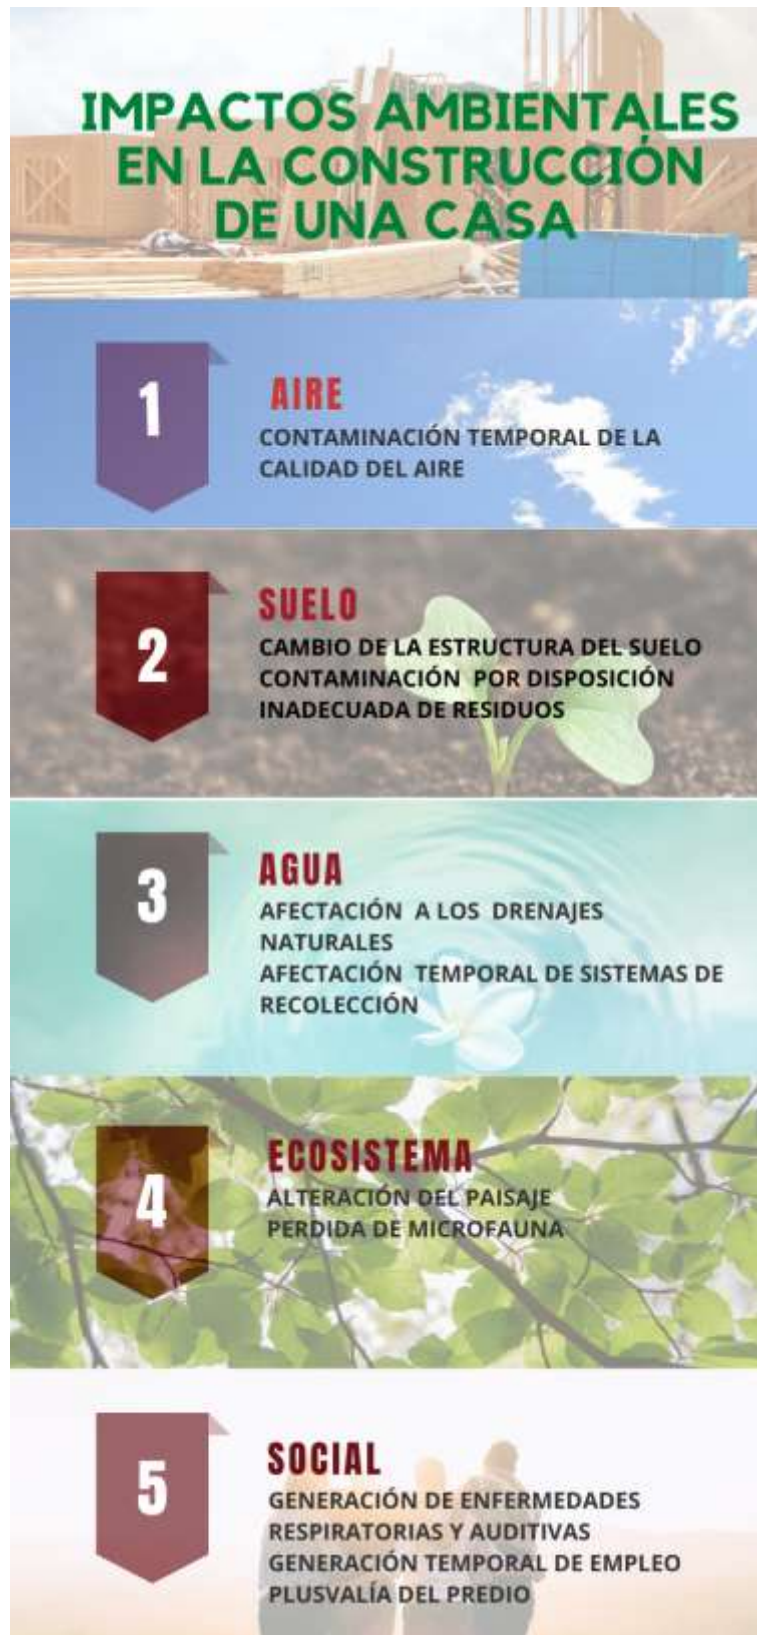 IMPACTOS AMBIENTALES
EN LA CONSTRUCCIÓN
DE UNA CASA
1
AIRE
CONTAMINACIÓN TEMPORAL DE LA
CALIDAD DEL AIRE
2
SUELO
CAMBIO DE LA ESTRUCTURA DEL SUELO
CONTAMINACIÓN POR DISPOSICIÓN
INADECUADA DE RESIDUOS
3
AGUA
AFECTACIÓN A LOS DRENAJES
NATURALES
AFECTACIÓN TEMPORAL DE SISTEMAS DE
RECOLECCIÓN
4
ECOSISTEMA
ALTERACIÓN DEL PAISAJE
PERDIDA DE MICROFAUNA
5
SOCIAL
GENERACIÓN DE ENFERMEDADES
RESPIRATORIAS Y AUDITIVAS
GENERACIÓN TEMPORAL DE EMPLEO
PLUSVALÍA DEL PREDIO